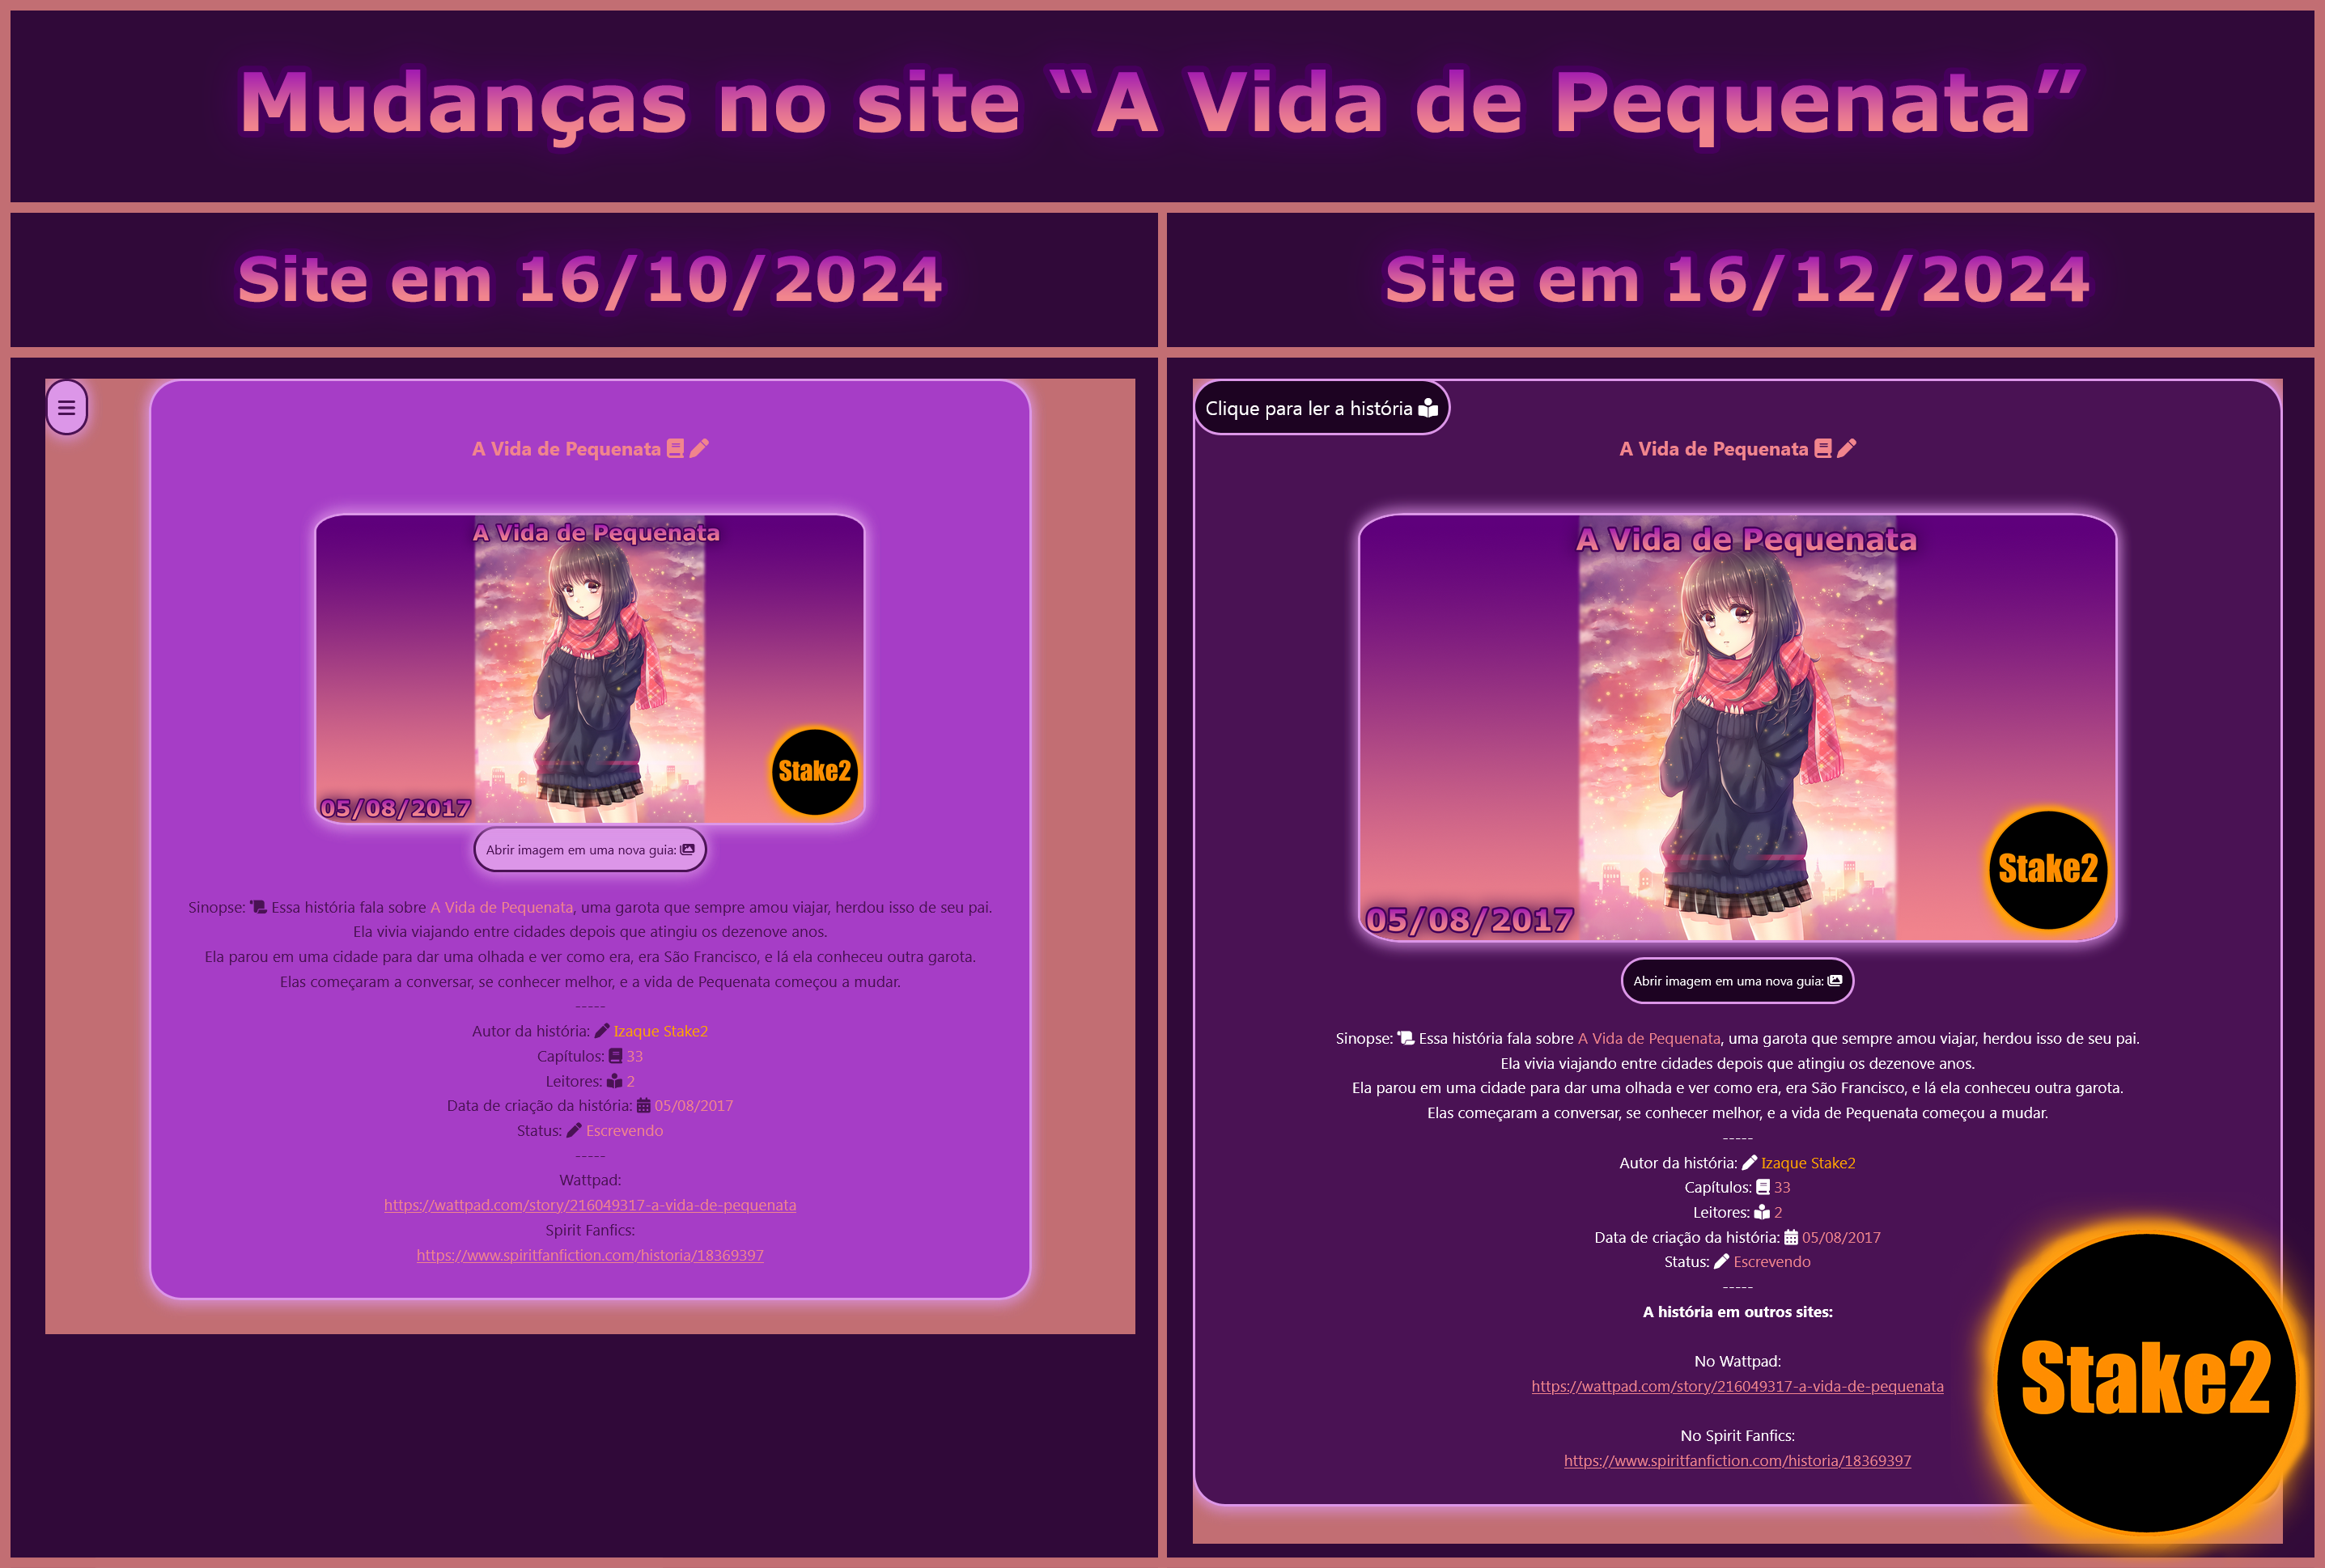 Mudanças no site “A Vida de Pequenata”
Site em 16/10/2024
Site em 16/12/2024
A Vida de Pequenata
A Vida de Pequenata
05/08/2017
Stake2
Abrir imagem em uma nova guia:
Sinopse: Essa história fala sobre A Vida de Pequenata, uma garota que sempre amou viajar, herdou isso de seu pai.
Ela vivia viajando entre cidades depois que atingiu os dezenove anos.
Ela parou em uma cidade para dar uma olhada e ver como era, era São Francisco, e lá ela conheceu outra garota.
Elas começaram a conversar, se conhecer melhor, e a vida de Pequenata começou a mudar.
-----
Autor da história: Izaque Stake2
Capítulos: 33
Leitores: 2
Data de criação da história: 05/08/2017
Status: Escrevendo
-----
Wattpad:
https://wattpad.com/story/216049317-a-vida-de-pequenata
Spirit Fanfics:
https://www.spiritfanfiction.com/historia/18369397
Clique para ler a história
A Vida de Pequenata
A Vida de Pequenata
05/08/2017
Stake2
Abrir imagem em uma nova guia:
Sinopse: Essa história fala sobre A Vida de Pequenata, uma garota que sempre amou viajar, herdou isso de seu pai.
Ela vivia viajando entre cidades depois que atingiu os dezenove anos.
Ela parou em uma cidade para dar uma olhada e ver como era, era São Francisco, e lá ela conheceu outra garota.
Elas começaram a conversar, se conhecer melhor, e a vida de Pequenata começou a mudar.
-----
Autor da história: Izaque Stake2
Capítulos: 33
Leitores: 2
Data de criação da história: 05/08/2017
Status: Escrevendo
-----
A história em outros sites:
No Wattpad:
https://wattpad.com/story/216049317-a-vida-de-pequenata
No Spirit Fanfics:
https://www.spiritfanfiction.com/historia/18369397
Stake2